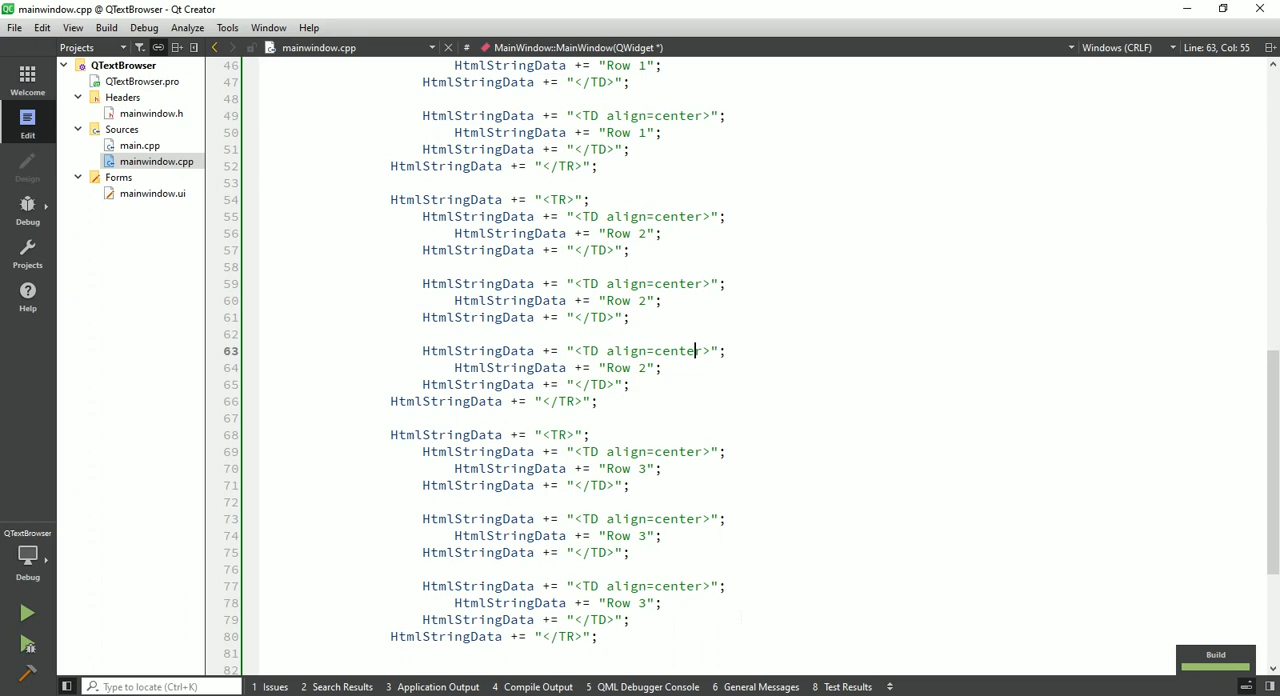 mainwindow.cpp @ QTextBrowser - Qt Creator
File Edit View Build Debug Analyze Tools Window Help
Projects mainwindow.cpp # MainWindow::MainWindow(QWidget *) Windows (CRLF) Line: 63, Col: 55
Welcome
Edit
Design
Debug
Projects
Help
QTextBrowser
Debug
QTextBrowser
QTextBrowser.pro
Headers
mainwindow.h
Sources
main.cpp
mainwindow.cpp
Forms
mainwindow.ui
46 HtmlStringData += "Row 1";
47 HtmlStringData += "</TD>";
48
49 HtmlStringData += "<TD align=center>";
50 HtmlStringData += "Row 1";
51 HtmlStringData += "</TD>";
52 HtmlStringData += "</TR>";
53
54 HtmlStringData += "<TR>";
55 HtmlStringData += "<TD align=center>";
56 HtmlStringData += "Row 2";
57 HtmlStringData += "</TD>";
58
59 HtmlStringData += "<TD align=center>";
60 HtmlStringData += "Row 2";
61 HtmlStringData += "</TD>";
62
63 HtmlStringData += "<TD align=center>";
64 HtmlStringData += "Row 2";
65 HtmlStringData += "</TD>";
66 HtmlStringData += "</TR>";
67
68 HtmlStringData += "<TR>";
69 HtmlStringData += "<TD align=center>";
70 HtmlStringData += "Row 3";
71 HtmlStringData += "</TD>";
72
73 HtmlStringData += "<TD align=center>";
74 HtmlStringData += "Row 3";
75 HtmlStringData += "</TD>";
76
77 HtmlStringData += "<TD align=center>";
78 HtmlStringData += "Row 3";
79 HtmlStringData += "</TD>";
80 HtmlStringData += "</TR>";
81
82
Build
Type to locate (Ctrl+K) 1 Issues 2 Search Results 3 Application Output 4 Compile Output 5 QML Debugger Console 6 General Messages 8 Test Results